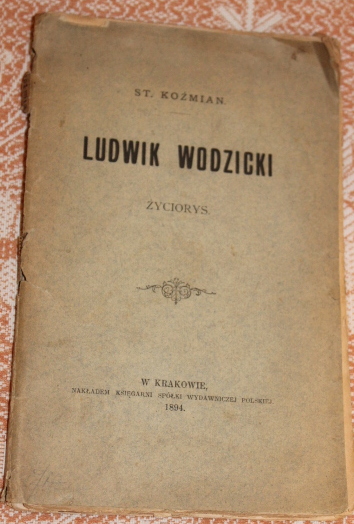 ST. KOŹMIAN.
LUDWIK WODZICKI
ŻYCIORYS.
W KRAKOWIE,
NAKŁADEM KSIĘGARNI SPÓŁKI WYDAWNICZEJ POLSKIEJ.
1894.